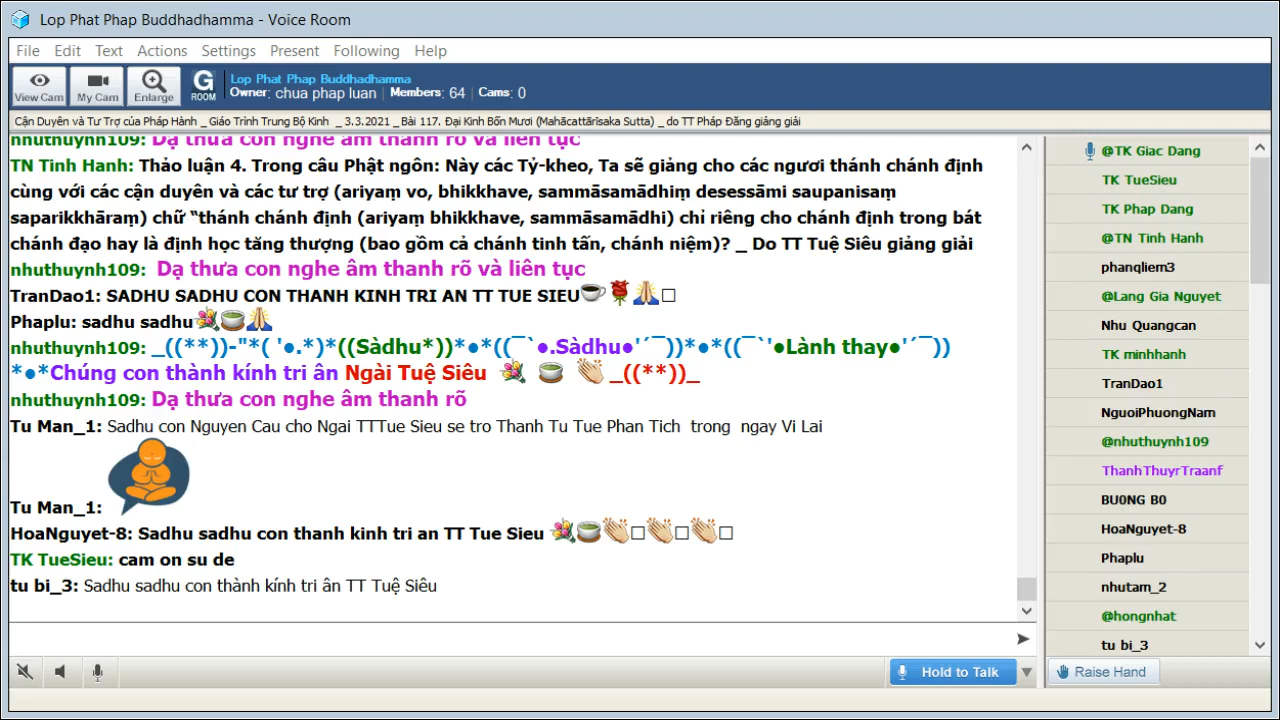 Lop Phat Phap Buddhadhamma - Voice Room
File Edit Text Actions Settings Present Following Help
View Cam My Cam Enlarge G ROOM
Lop Phat Phap Buddhadhamma
Owner: chua phap luan | Members: 64 | Cams: 0
Cận Duyên và Tư Trợ của Pháp Hành _ Giáo Trình Trung Bộ Kinh _ 3.3.2021 _ Bài 117. Đại Kinh Bốn Mươi (Mahācattārīsaka Sutta) _ do TT Pháp Đăng giảng giải
nhuthuynh109: Dạ thưa con nghe âm thanh rõ và liên tục
TN Tinh Hanh: Thảo luận 4. Trong câu Phật ngôn: Này các Tỷ-kheo, Ta sẽ giảng cho các ngươi thánh chánh định
cùng với các cận duyên và các tư trợ (ariyaṃ vo, bhikkhave, sammāsamādhiṃ desessāmi saupanisaṃ
saparikkhāraṃ) chữ “thánh chánh định (ariyaṃ bhikkhave, sammāsamādhi) chỉ riêng cho chánh định trong bát
chánh đạo hay là định học tăng thượng (bao gồm cả chánh tinh tấn, chánh niệm)? _ Do TT Tuệ Siêu giảng giải
nhuthuynh109: Dạ thưa con nghe âm thanh rõ và liên tục
TranDao1: SADHU SADHU CON THANH KINH TRI AN TT TUE SIEU
Phaplu: sadhu sadhu
nhuthuynh109: _((**))-"*( '●.*)*((Sàdhu*))*●*((¯`●.Sàdhu●'´¯))*●*((¯`'●Lành thay●'´¯))
*●*Chúng con thành kính tri ân Ngài Tuệ Siêu _((**))_
nhuthuynh109: Dạ thưa con nghe âm thanh rõ
Tu Man_1: Sadhu con Nguyen Cau cho Ngai TTTue Sieu se tro Thanh Tu Tue Phan Tich trong ngay Vi Lai
Tu Man_1:
HoaNguyet-8: Sadhu sadhu con thanh kinh tri an TT Tue Sieu
TK TueSieu: cam on su de
tu bi_3: Sadhu sadhu con thành kính tri ân TT Tuệ Siêu
@TK Giac Dang
TK TueSieu
TK Phap Dang
@TN Tinh Hanh
phanqliem3
@Lang Gia Nguyet
Nhu Quangcan
TK minhhanh
TranDao1
NguoiPhuongNam
@nhuthuynh109
ThanhThuyrTraanf
BU0NG B0
HoaNguyet-8
Phaplu
nhutam_2
@hongnhat
tu bi_3
Hold to Talk
Raise Hand